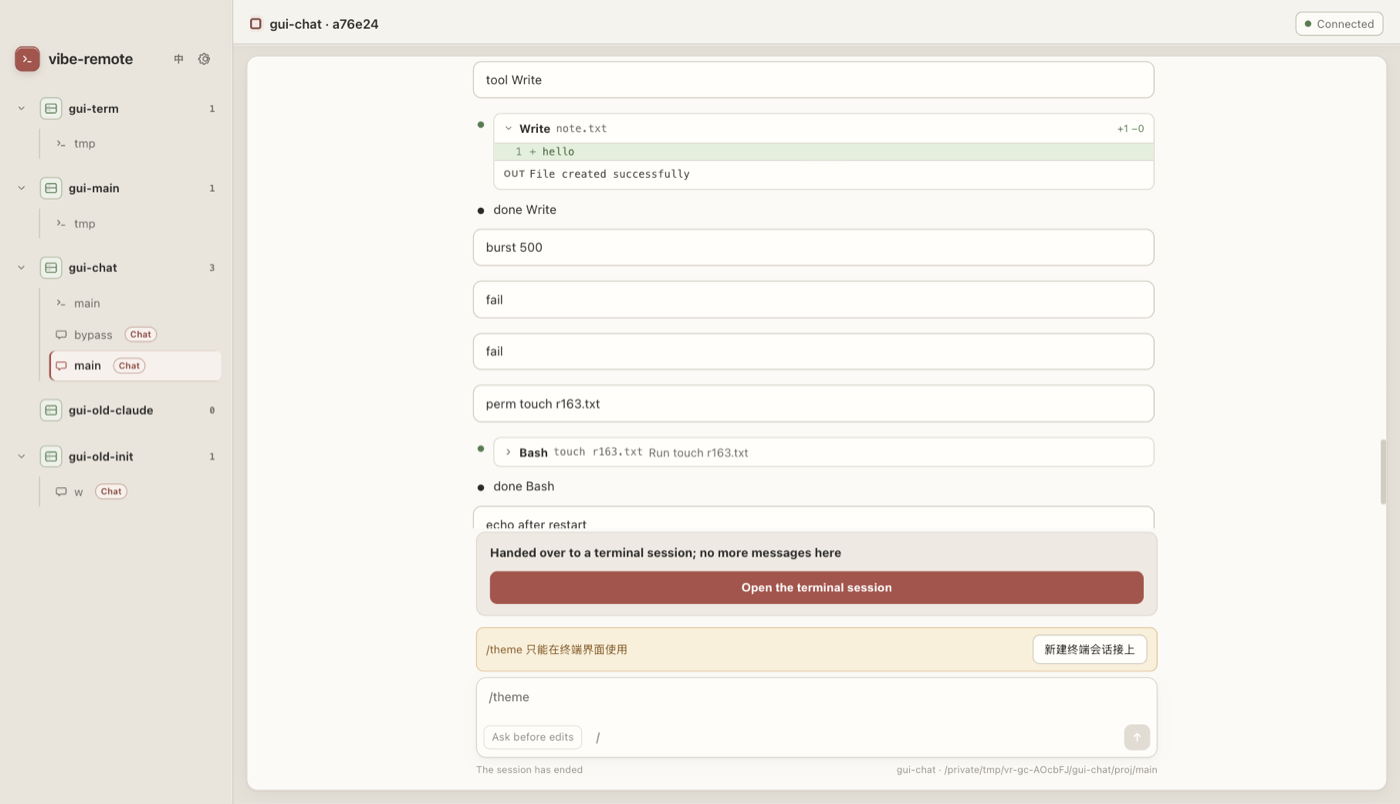 vibe-remote
中
gui-term 1
tmp
gui-main 1
tmp
gui-chat 3
main
bypass Chat
main Chat
gui-old-claude 0
gui-old-init 1
w Chat
gui-chat · a76e24
Connected
tool Write
Write note.txt +1 −0
1 + hello
OUT File created successfully
done Write
burst 500
fail
fail
perm touch r163.txt
Bash touch r163.txt Run touch r163.txt
done Bash
echo after restart
Handed over to a terminal session; no more messages here
Open the terminal session
/theme 只能在终端界面使用
新建终端会话接上
/theme
Ask before edits /
The session has ended
gui-chat · /private/tmp/vr-gc-AOcbFJ/gui-chat/proj/main